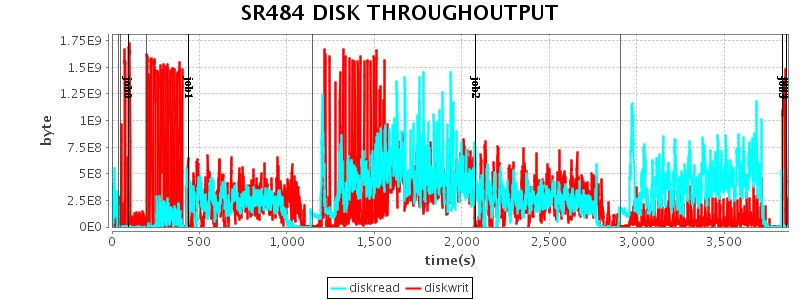 SR484 DISK THROUGHOUTPUT
1.75E9
1.5E9
1.25E9
1E9
7.5E8
5E8
2.5E8
0E0
byte
job0
job1
job2
0
500
1,000
1,500
2,000
2,500
3,000
3,500
time(s)
diskread
diskwrit